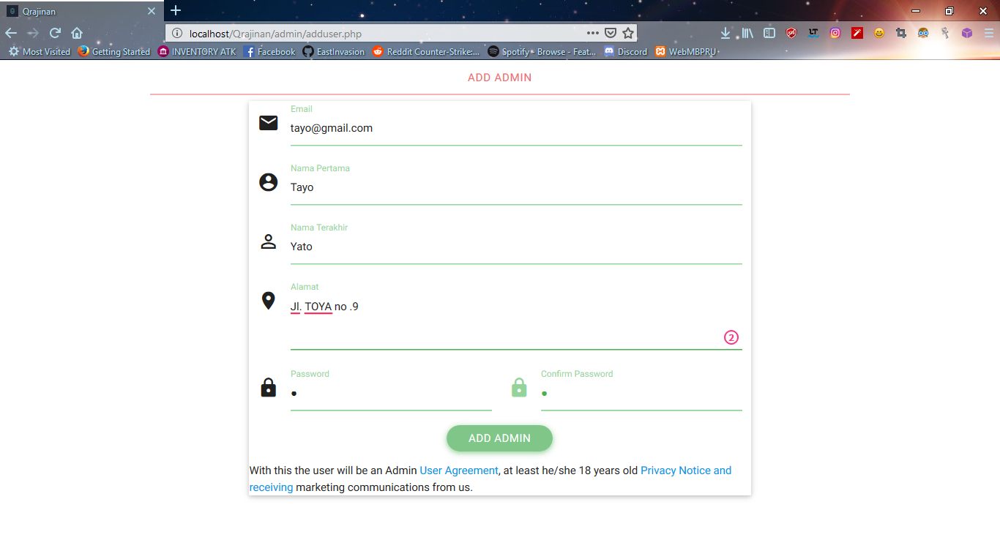 Qrajinan
localhost/Qrajinan/admin/adduser.php
LT
Most Visited Getting Started INVENTORY ATK Facebook EastInvasion Reddit Counter-Strike:... Spotify - Browse - Feat... Discord WebMBPRU
ADD ADMIN
Email
tayo@gmail.com
Nama Pertama
Tayo
Nama Terakhir
Yato
Alamat
Jl. TOYA no .9
2
Password Confirm Password
ADD ADMIN
With this the user will be an Admin User Agreement, at least he/she 18 years old Privacy Notice and
receiving marketing communications from us.